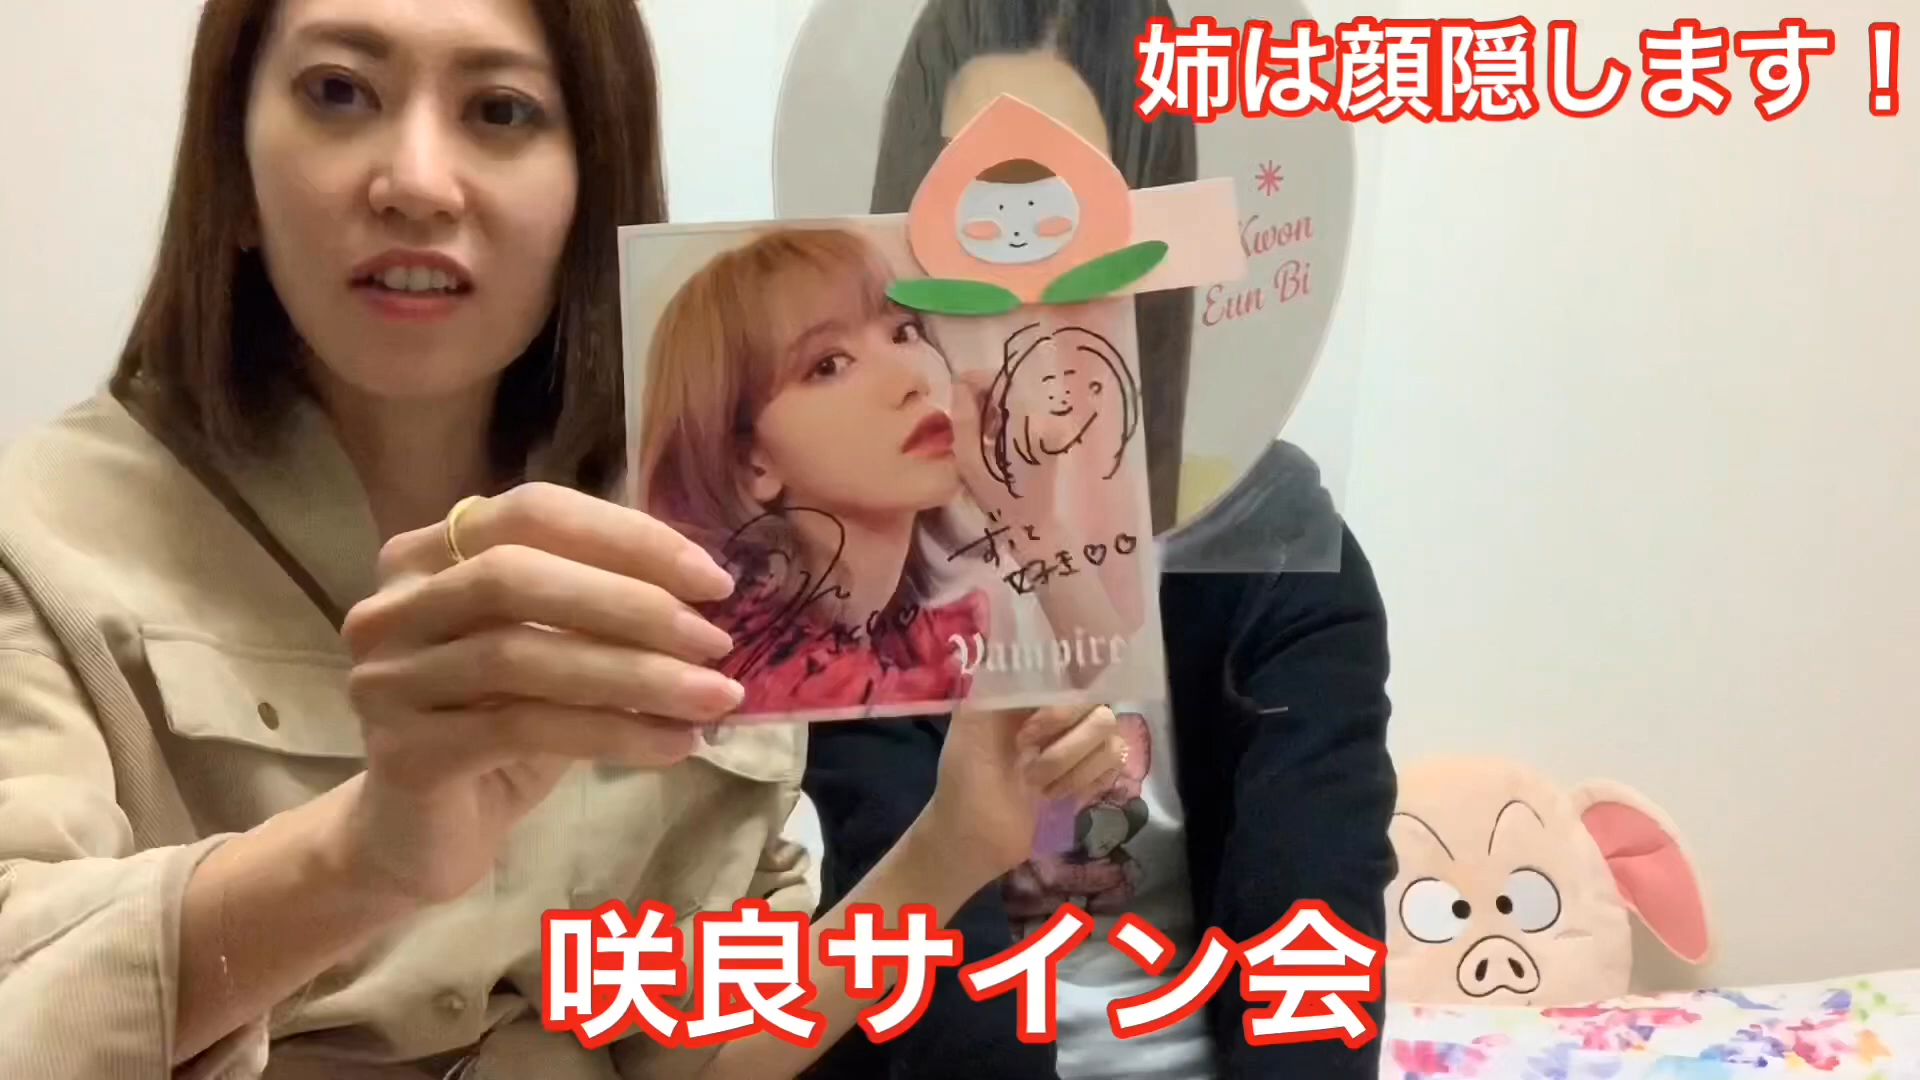 姉は顔隠します！
Kwon
Eun Bi
ずっと
好き♡♡
Vampire
咲良サイン会